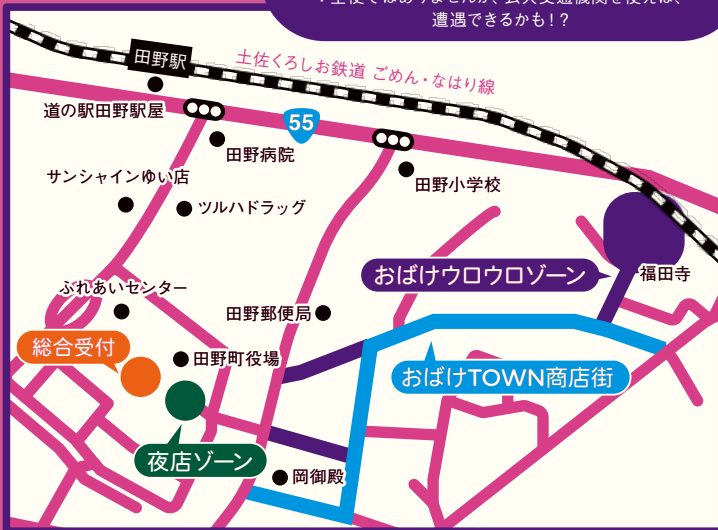 遭遇できるかも!?
田野駅
土佐くろしお鉄道 ごめん・なはり線
道の駅田野駅屋
55
田野病院
田野小学校
サンシャインゆい店
ツルハドラッグ
おばけウロウロゾーン
福田寺
ふれあいセンター
田野郵便局
総合受付
田野町役場
おばけTOWN商店街
夜店ゾーン
岡御殿